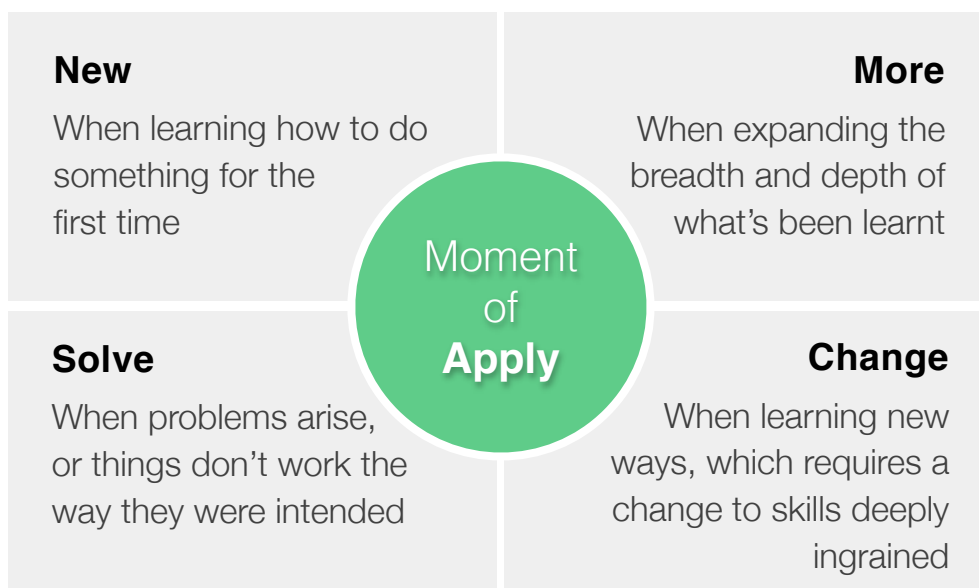 New
When learning how to do
something for the
first time
More
When expanding the
breadth and depth of
what's been learnt
Moment
of
Apply
Solve
When problems arise,
or things don't work the
way they were intended
Change
When learning new
ways, which requires a
change to skills deeply
ingrained